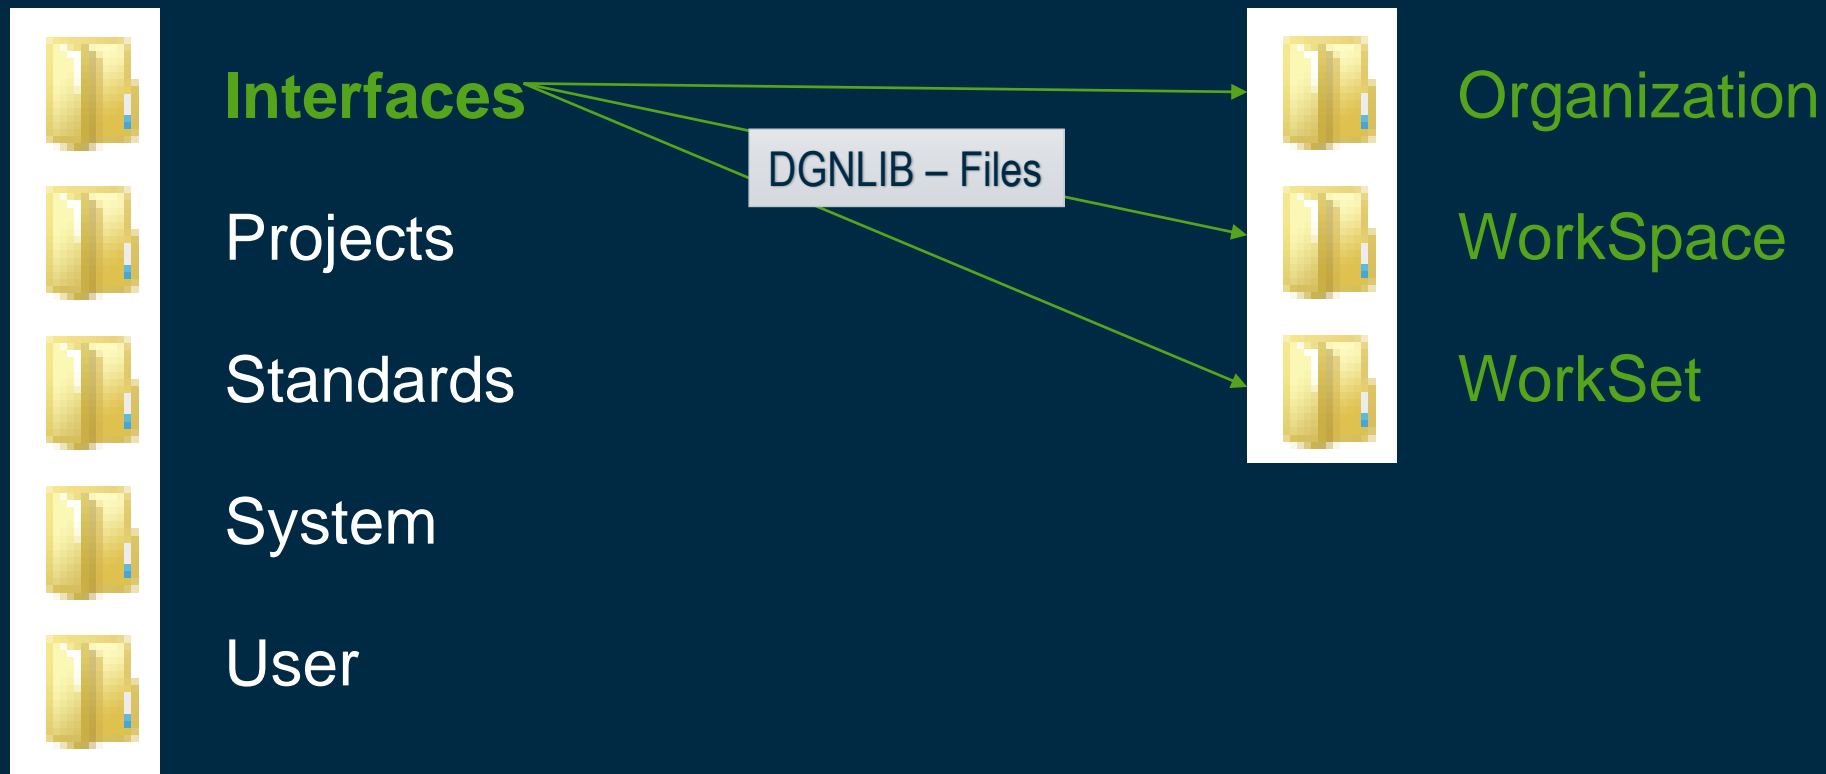 Interfaces
Projects
Standards
System
User
DGNLIB – Files
Organization
WorkSpace
WorkSet